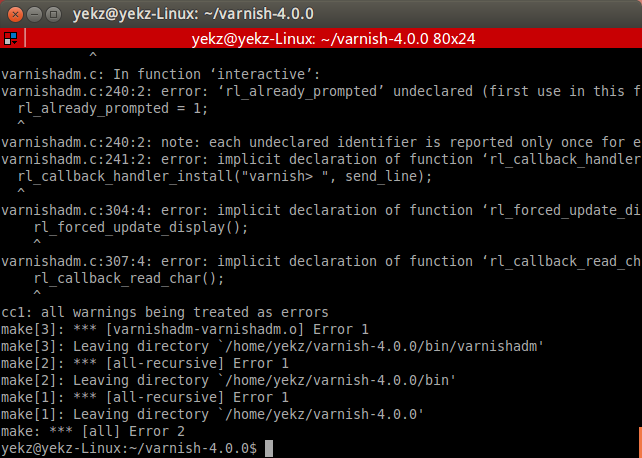 yekz@yekz-Linux: ~/varnish-4.0.0
yekz@yekz-Linux: ~/varnish-4.0.0 80x24
^
varnishadm.c: In function ‘interactive’:
varnishadm.c:240:2: error: ‘rl_already_prompted’ undeclared (first use in this f
rl_already_prompted = 1;
^
varnishadm.c:240:2: note: each undeclared identifier is reported only once for e
varnishadm.c:241:2: error: implicit declaration of function ‘rl_callback_handler
rl_callback_handler_install("varnish> ", send_line);
^
varnishadm.c:304:4: error: implicit declaration of function ‘rl_forced_update_di
rl_forced_update_display();
^
varnishadm.c:307:4: error: implicit declaration of function ‘rl_callback_read_ch
rl_callback_read_char();
^
cc1: all warnings being treated as errors
make[3]: *** [varnishadm-varnishadm.o] Error 1
make[3]: Leaving directory `/home/yekz/varnish-4.0.0/bin/varnishadm'
make[2]: *** [all-recursive] Error 1
make[2]: Leaving directory `/home/yekz/varnish-4.0.0/bin'
make[1]: *** [all-recursive] Error 1
make[1]: Leaving directory `/home/yekz/varnish-4.0.0'
make: *** [all] Error 2
yekz@yekz-Linux:~/varnish-4.0.0$